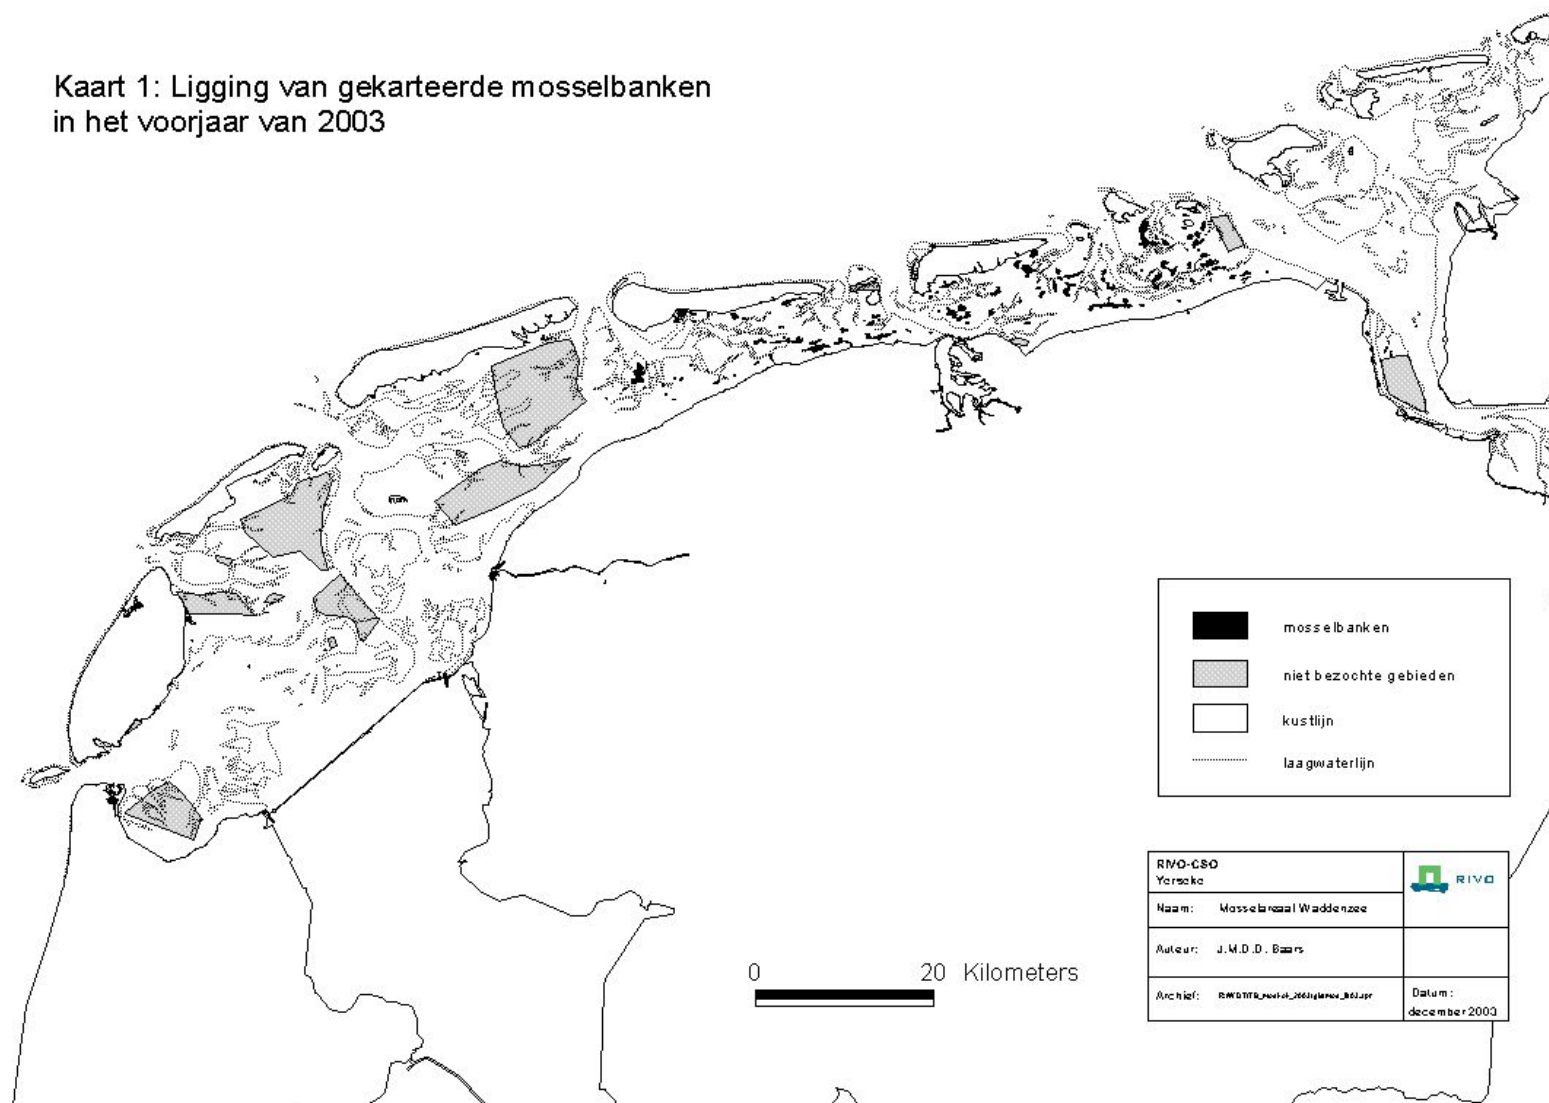 Kaart 1: Ligging van gekarteerde mosselbanken
in het voorjaar van 2003
mosselbanken
niet bezochte gebieden
kustlijn
laagwaterlijn
0 20 Kilometers
RIVO-CSO
Yerseke
RIVO
Naam: Mosselareaal Waddenzee
Auteur: J.M.D.D. Baars
Archief:
Datum:
december 2003